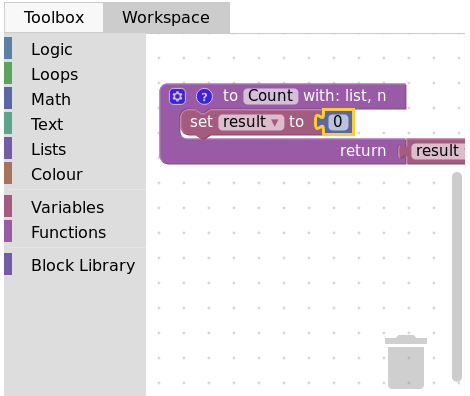 Toolbox
Workspace
Logic
Loops
Math
Text
Lists
Colour
Variables
Functions
Block Library
? to Count with: list, n
set result ▾ to 0
return result